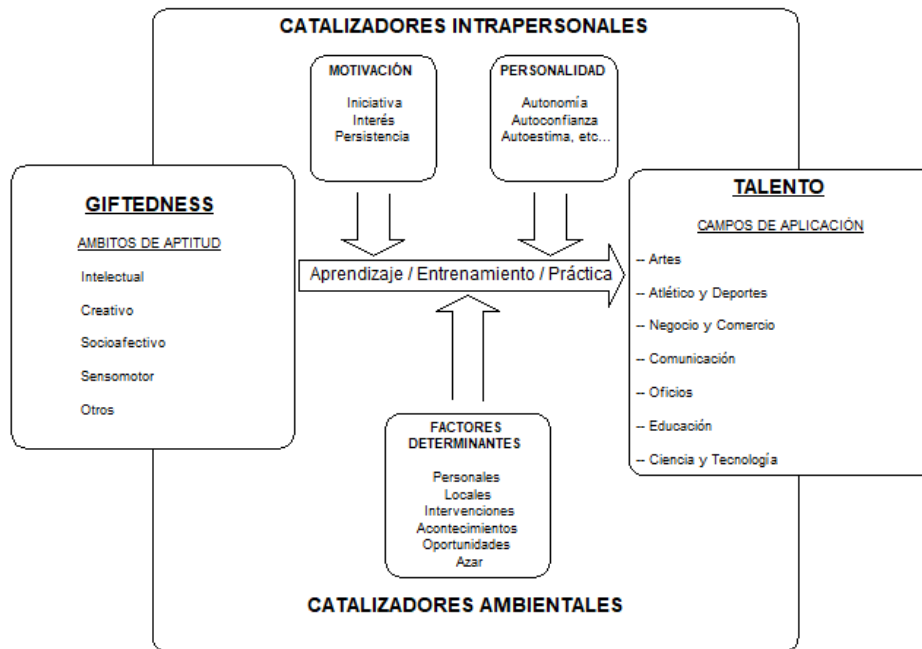 CATALIZADORES INTRAPERSONALES
MOTIVACIÓN
Iniciativa
Interés
Persistencia
PERSONALIDAD
Autonomía
Autoconfianza
Autoestima, etc...
GIFTEDNESS
AMBITOS DE APTITUD
Intelectual
Creativo
Socioafectivo
Sensomotor
Otros
Aprendizaje / Entrenamiento / Práctica
TALENTO
CAMPOS DE APLICACIÓN
-- Artes
-- Atlético y Deportes
-- Negocio y Comercio
-- Comunicación
-- Oficios
-- Educación
-- Ciencia y Tecnología
FACTORES
DETERMINANTES
Personales
Locales
Intervenciones
Acontecimientos
Oportunidades
Azar
CATALIZADORES AMBIENTALES